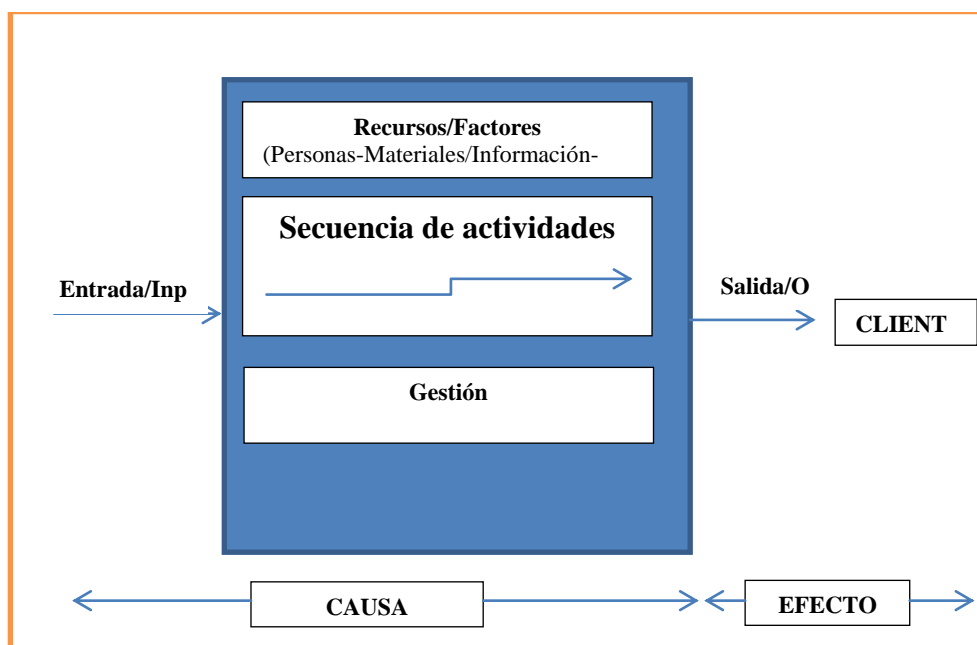 Recursos/Factores
(Personas-Materiales/Información-
Secuencia de actividades
Entrada/Inp
Salida/O
CLIENT
Gestión
CAUSA
EFECTO